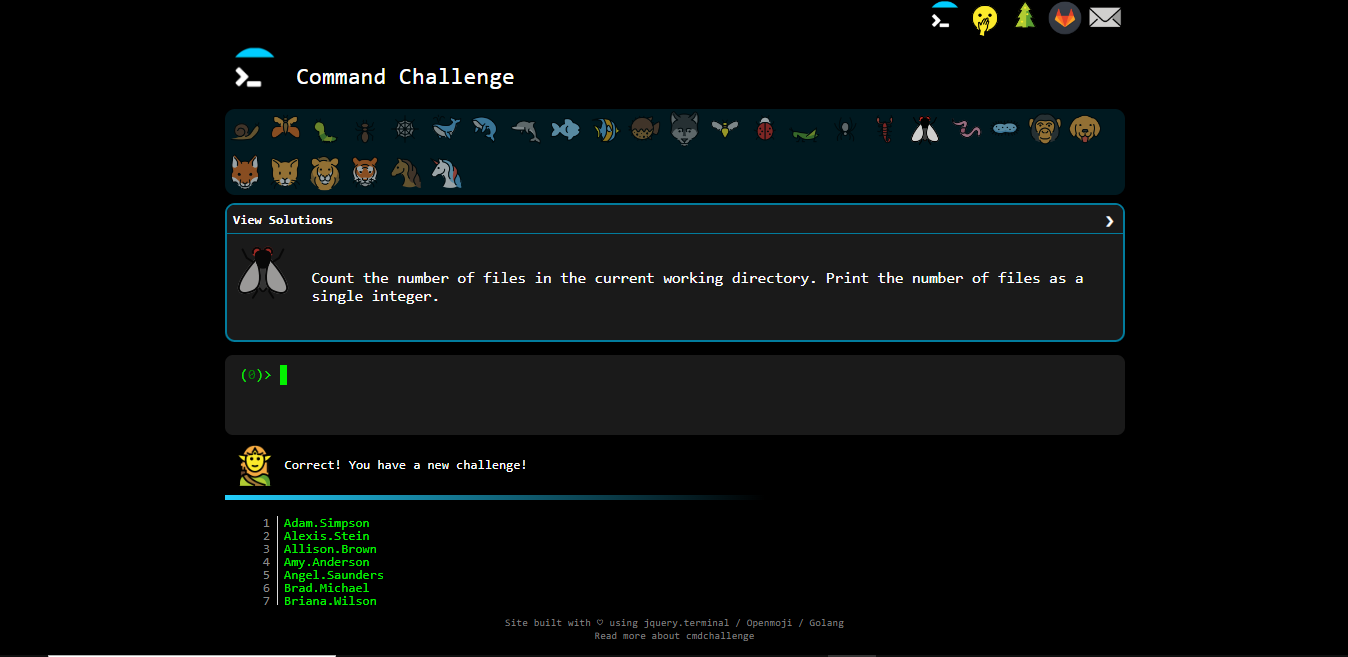 Command Challenge
View Solutions
Count the number of files in the current working directory. Print the number of files as a
single integer.
(0)>
Correct! You have a new challenge!
1 Adam.Simpson
2 Alexis.Stein
3 Allison.Brown
4 Amy.Anderson
5 Angel.Saunders
6 Brad.Michael
7 Briana.Wilson
Site built with ♡ using jquery.terminal / Openmoji / Golang
Read more about cmdchallenge